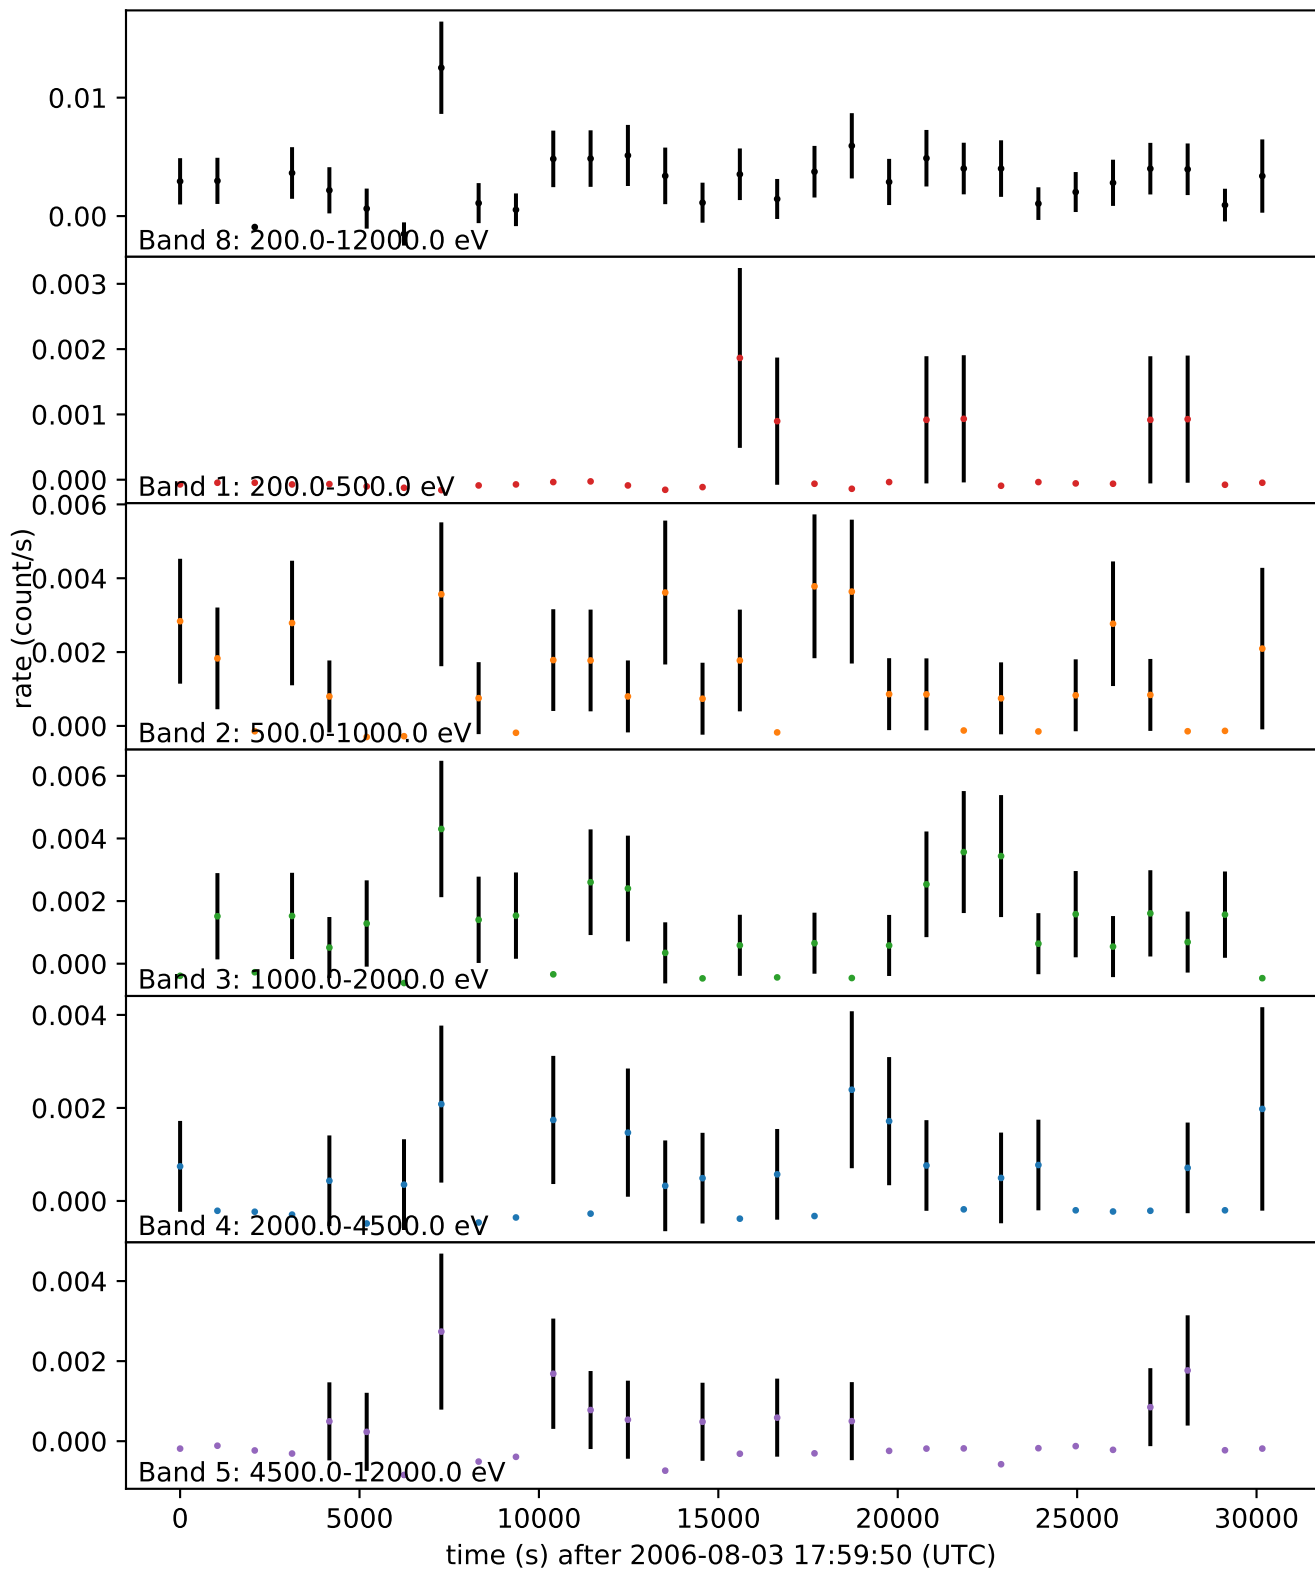 0.01
0.00
Band 8: 200.0-12000.0 eV
0.003
0.002
0.001
0.000
Band 1: 200.0-500.0 eV
rate (count/s)
0.006
0.004
0.002
0.000
Band 2: 500.0-1000.0 eV
0.006
0.004
0.002
0.000
Band 3: 1000.0-2000.0 eV
0.004
0.002
0.000
Band 4: 2000.0-4500.0 eV
0.004
0.002
0.000
Band 5: 4500.0-12000.0 eV
0 5000 10000 15000 20000 25000 30000
time (s) after 2006-08-03 17:59:50 (UTC)